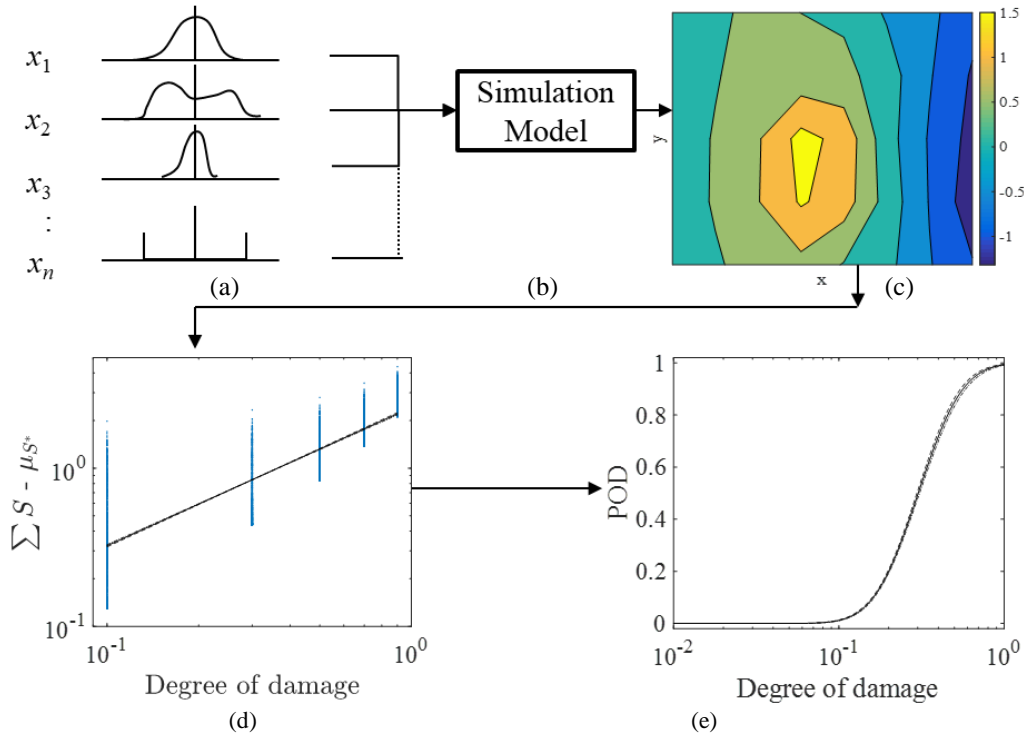 x1
x2
x3
⋮
xn
(a)
Simulation
Model
(b)
y
x
1.5
1
0.5
0
-0.5
-1
(c)
∑ S - μS*
10^0
10^-1
10^-1
10^0
Degree of damage
(d)
POD
1
0.8
0.6
0.4
0.2
0
10^-2
10^-1
10^0
Degree of damage
(e)